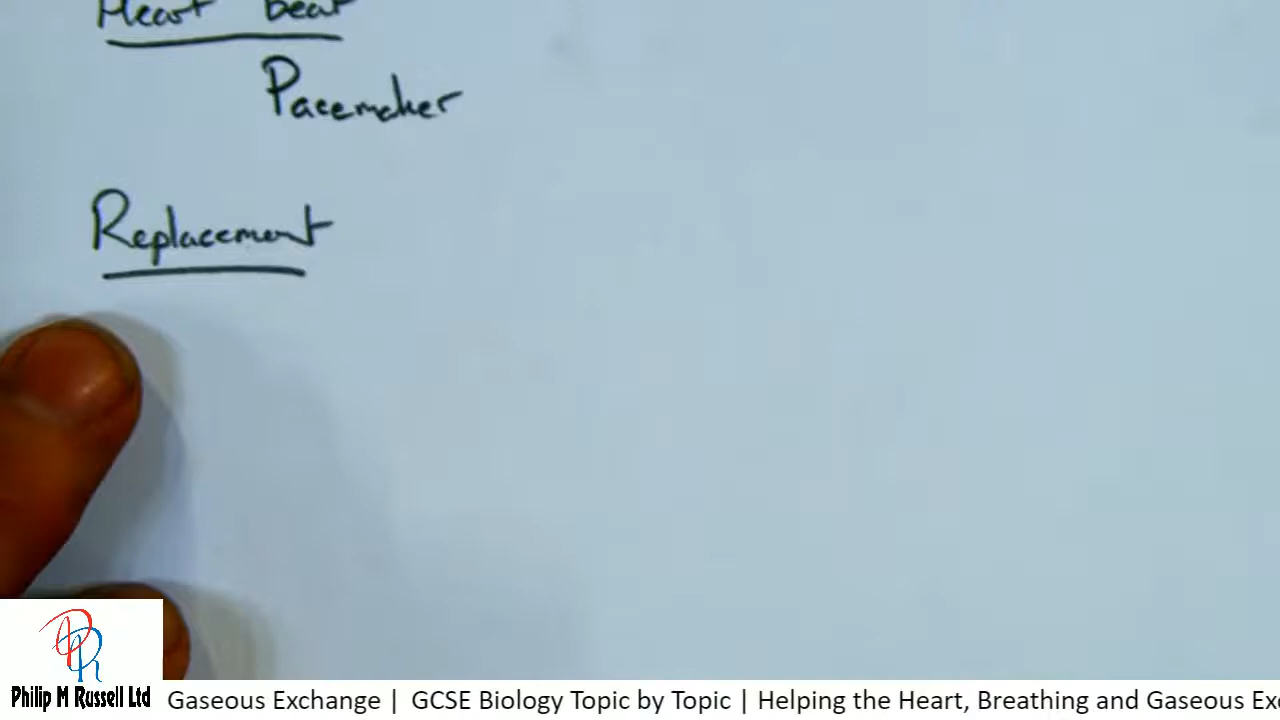 Heart Beat
Pacemaker
Replacement
Philip M Russell Ltd
Gaseous Exchange | GCSE Biology Topic by Topic | Helping the Heart, Breathing and Gaseous Ex